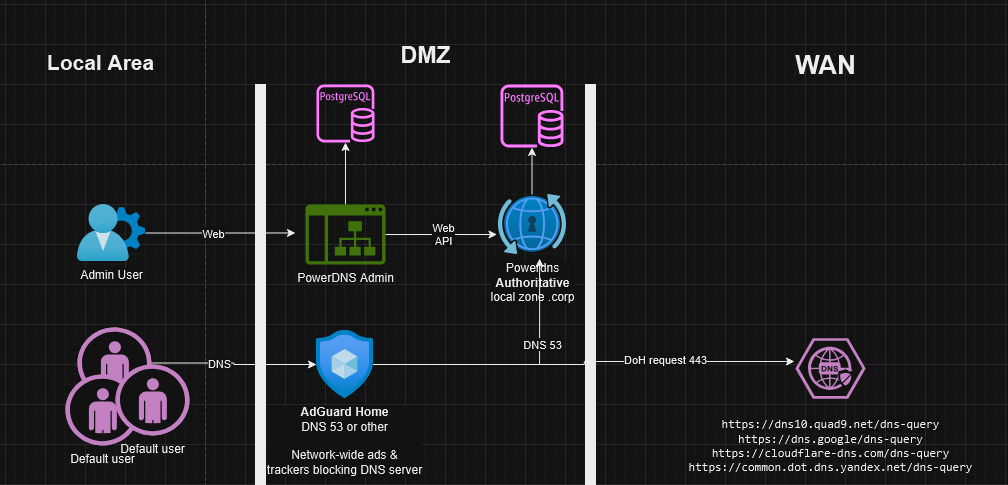 Local Area
DMZ
WAN
PostgreSQL
PostgreSQL
Web
Web
API
Admin User
PowerDNS Admin
Powerdns
Authoritative
local zone .corp
DNS 53
DNS
DoH request 443
DNS
AdGuard Home
DNS 53 or other
Default user
Default user
Network-wide ads &
trackers blocking DNS server
https://dns10.quad9.net/dns-query
https://dns.google/dns-query
https://cloudflare-dns.com/dns-query
https://common.dot.dns.yandex.net/dns-query